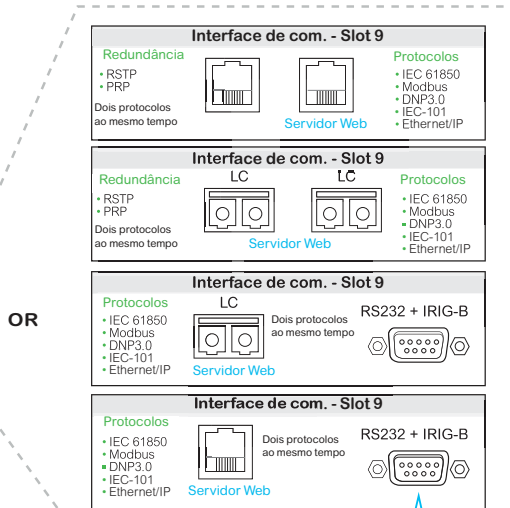 Interface de com. - Slot 9
Redundância
• RSTP
• PRP
Dois protocolos
ao mesmo tempo
Servidor Web
Protocolos
• IEC 61850
• Modbus
• DNP3.0
• IEC-101
• Ethernet/IP
Interface de com. - Slot 9
Redundância
• RSTP
• PRP
Dois protocolos
ao mesmo tempo
LC
LC
Servidor Web
Protocolos
• IEC 61850
• Modbus
• DNP3.0
• IEC-101
• Ethernet/IP
OR
Interface de com. - Slot 9
Protocolos
• IEC 61850
• Modbus
• DNP3.0
• IEC-101
• Ethernet/IP
LC
Servidor Web
Dois protocolos
ao mesmo tempo
RS232 + IRIG-B
Interface de com. - Slot 9
Protocolos
• IEC 61850
• Modbus
• DNP3.0
• IEC-101
• Ethernet/IP
Servidor Web
Dois protocolos
ao mesmo tempo
RS232 + IRIG-B